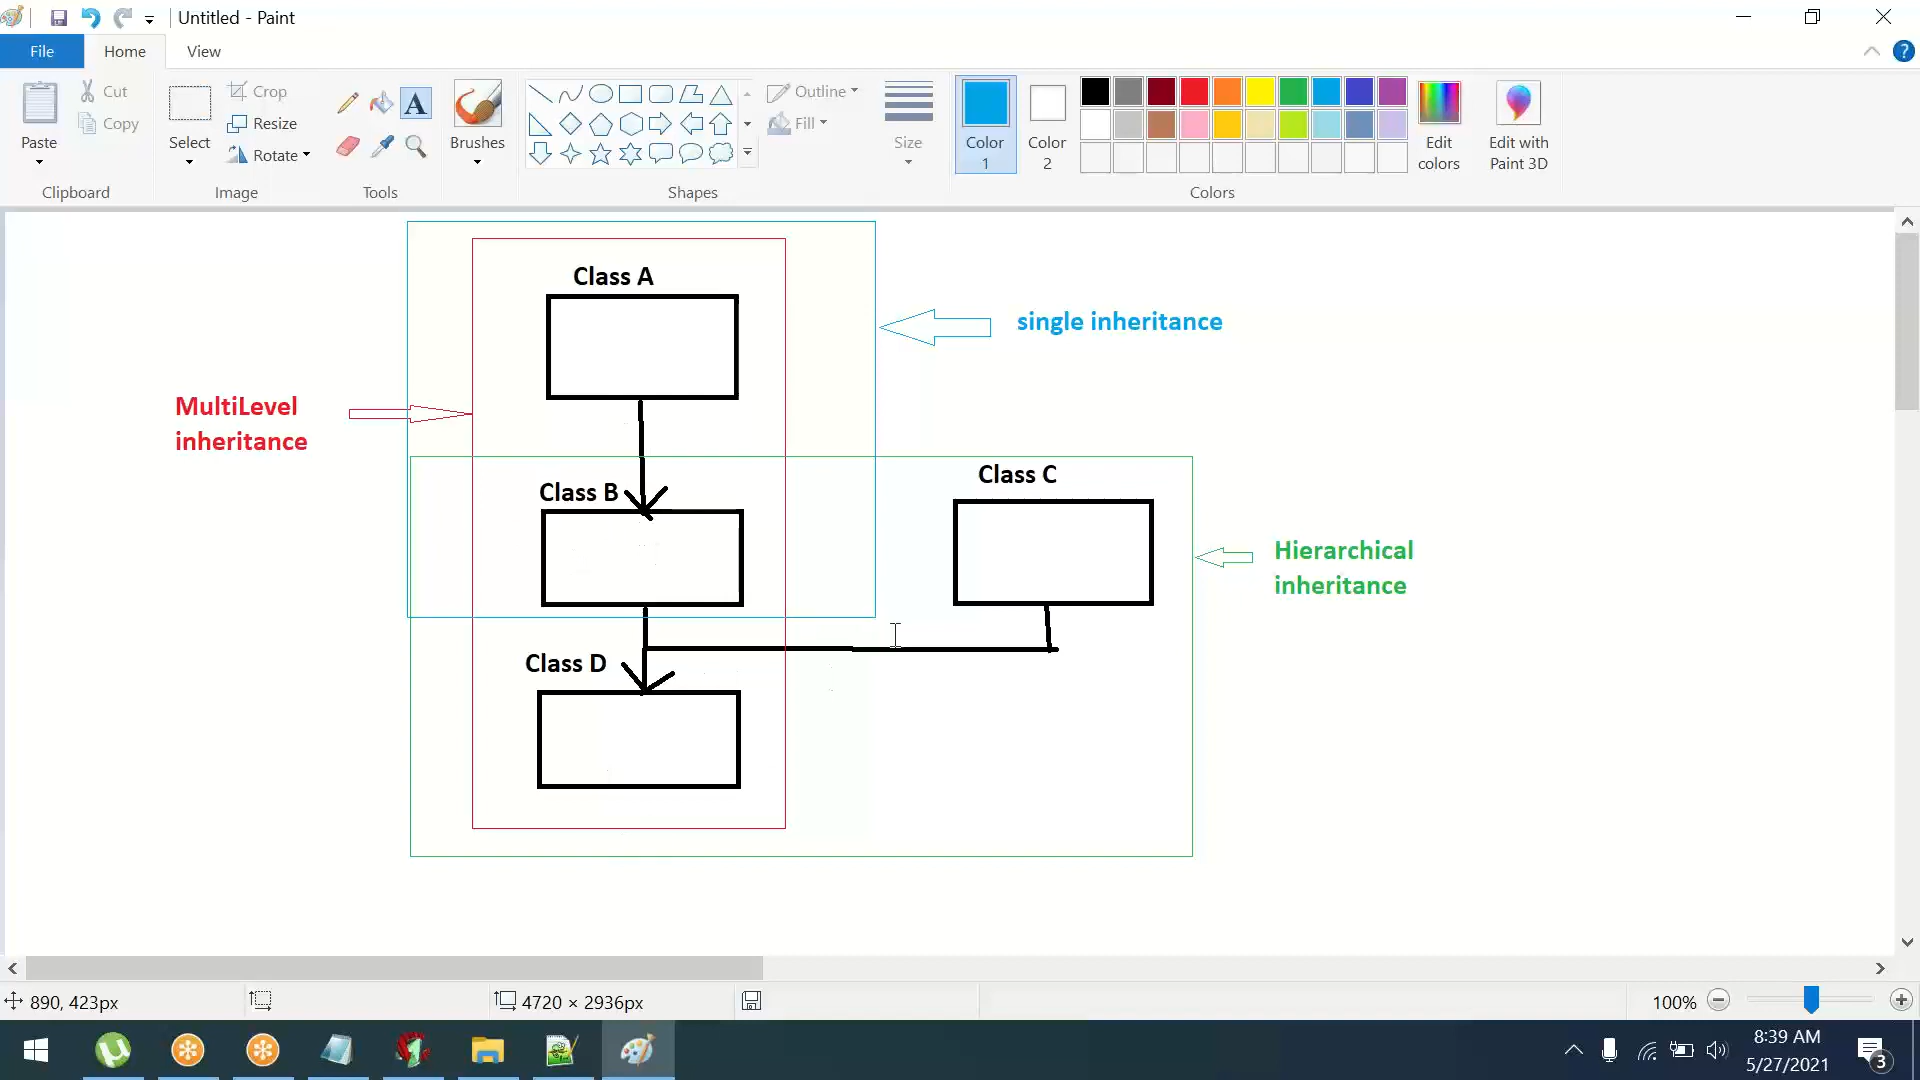 Untitled - Paint
File Home View
Cut
Copy
Paste
Clipboard
Select
Crop
Resize
Rotate
Image
A
Tools
Brushes
Shapes
Outline
Fill
Size
Color 1
Color 2
Edit colors
Edit with Paint 3D
Colors
?
Class A
single inheritance
MultiLevel
inheritance
Class B
Class C
Hierarchical
inheritance
Class D
890, 423px
4720 × 2936px
100%
8:39 AM
5/27/2021
3